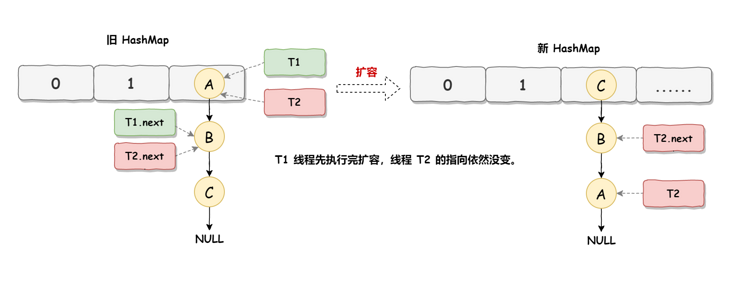 旧 HashMap
0
1
A
T1
T2
T1.next
T2.next
B
C
NULL
扩容
T1 线程先执行完扩容，线程 T2 的指向依然没变。
新 HashMap
0
1
C
......
B
T2.next
A
T2
NULL